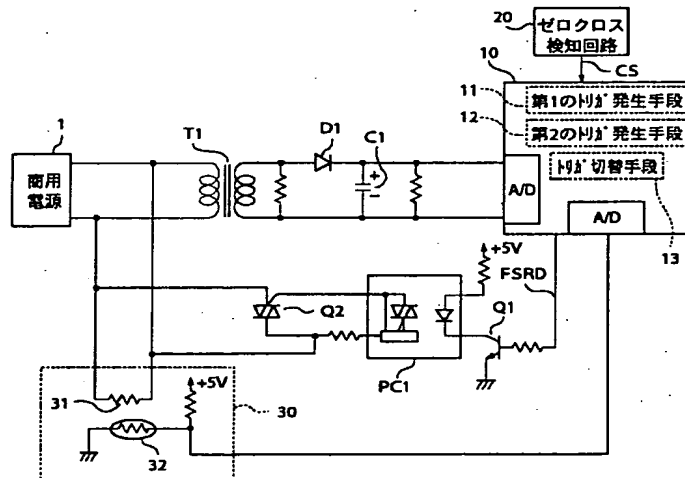 20
ゼロクロス
検知回路
CS
10
11
第1のﾄﾘｶﾞ発生手段
12
第2のﾄﾘｶﾞ発生手段
ﾄﾘｶﾞ切替手段
13
A/D
A/D
1
商用
電源
T1
D1
C1
+
−
+5V
FSRD
Q2
Q1
PC1
+5V
31
32
30